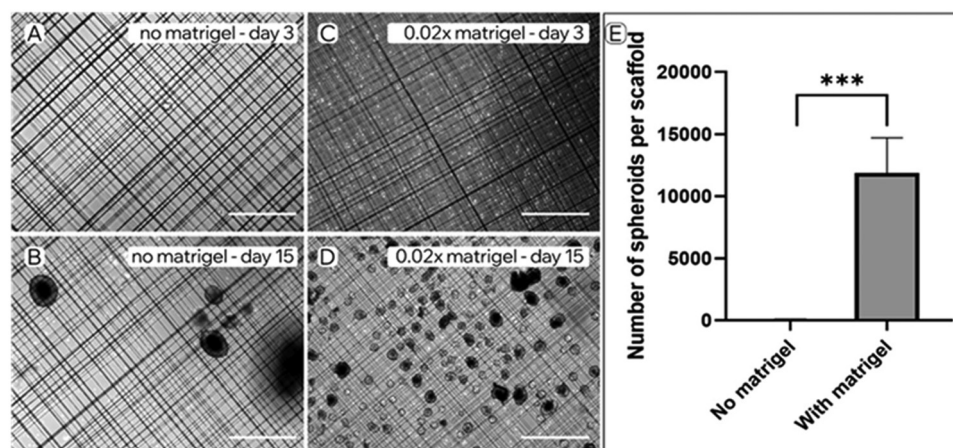 A
no matrigel - day 3
C
0.02x matrigel - day 3
B
no matrigel - day 15
D
0.02x matrigel - day 15
E
Number of spheroids per scaffold
20000
15000
10000
5000
0
***
No matrigel
With matrigel